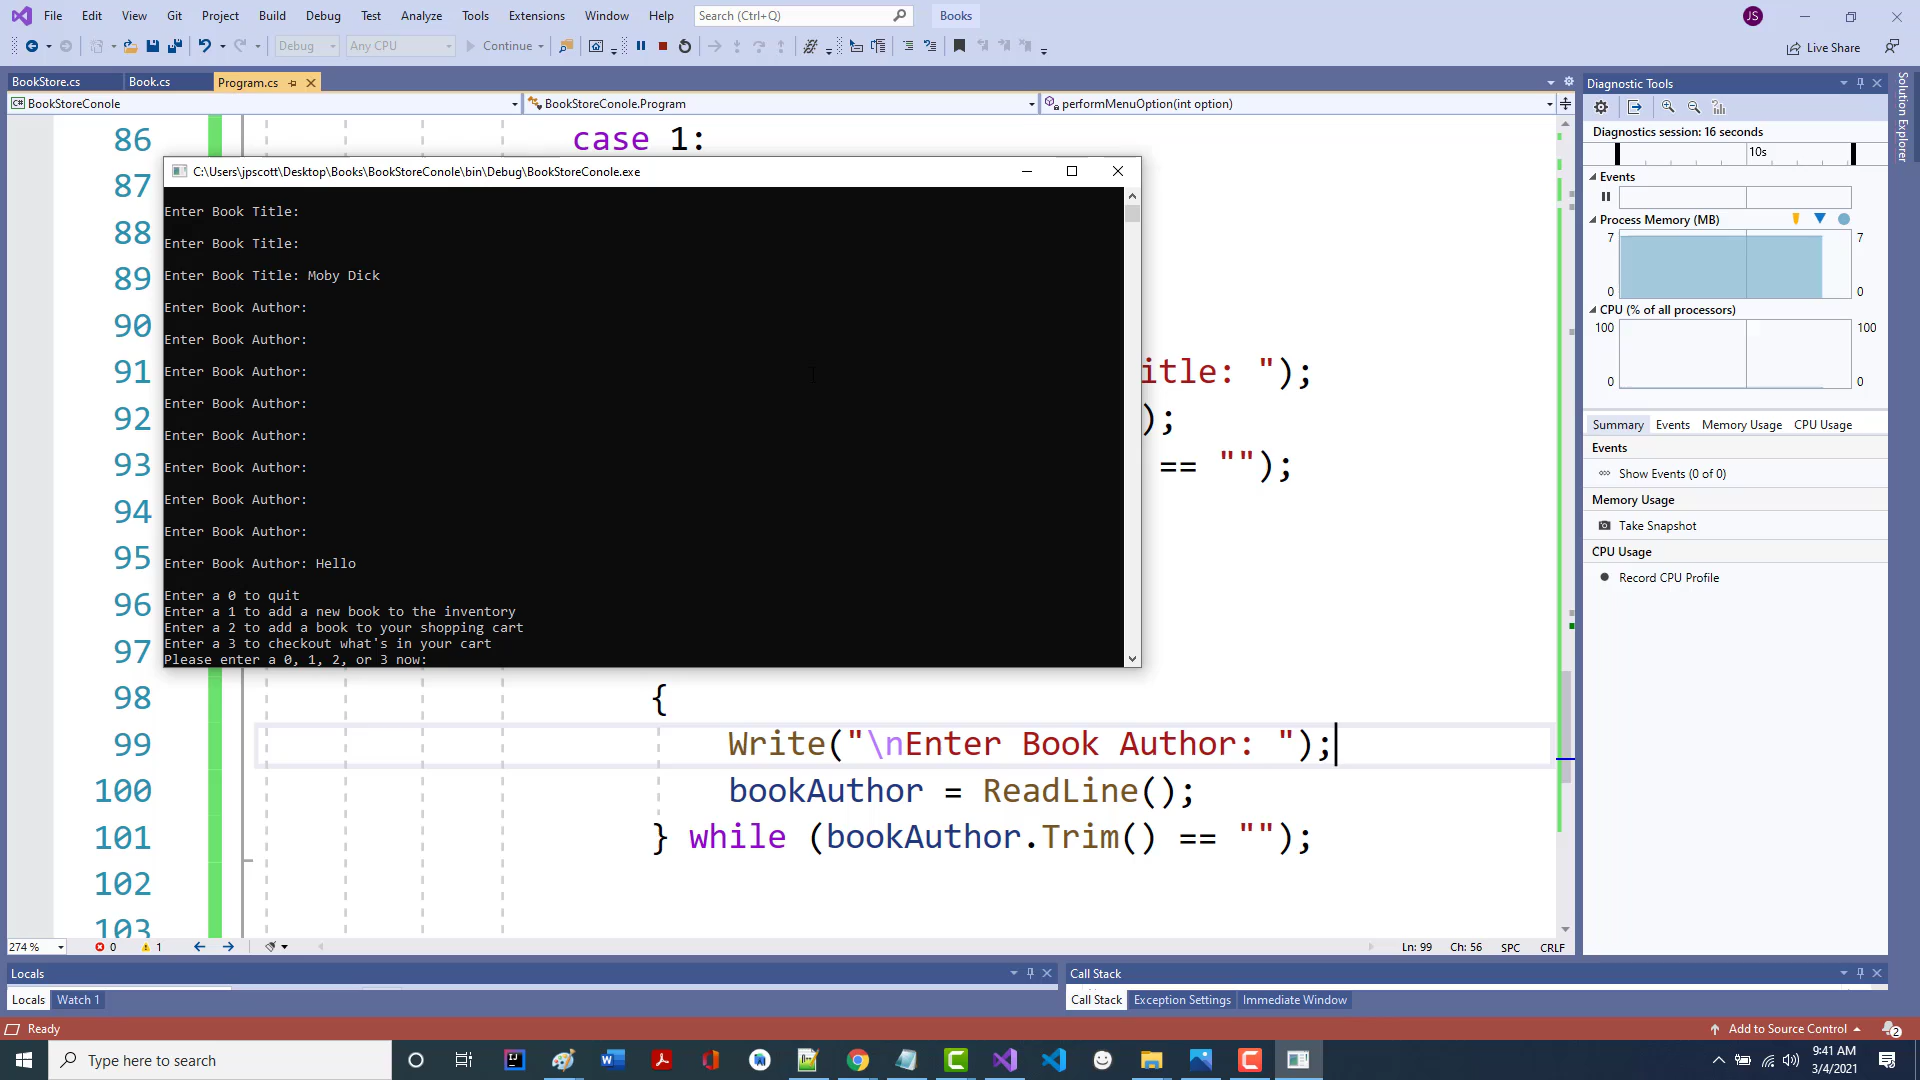 File Edit View Git Project Build Debug Test Analyze Tools Extensions Window Help Search (Ctrl+Q) Books JS
Debug Any CPU Continue Live Share
BookStore.cs Book.cs Program.cs
C# BookStoreConole BookStoreConole.Program performMenuOption(int option)
86 case 1:
87
88
89
90
91 itle: ");
92 );
93 == "");
94
95
96
97
98 {
99 Write("\nEnter Book Author: ");
100 bookAuthor = ReadLine();
101 } while (bookAuthor.Trim() == "");
102
103
C:\Users\jpscott\Desktop\Books\BookStoreConole\bin\Debug\BookStoreConole.exe
Enter Book Title:
Enter Book Title:
Enter Book Title: Moby Dick
Enter Book Author:
Enter Book Author:
Enter Book Author:
Enter Book Author:
Enter Book Author:
Enter Book Author:
Enter Book Author:
Enter Book Author:
Enter Book Author: Hello
Enter a 0 to quit
Enter a 1 to add a new book to the inventory
Enter a 2 to add a book to your shopping cart
Enter a 3 to checkout what's in your cart
Please enter a 0, 1, 2, or 3 now:
Diagnostic Tools
Diagnostics session: 16 seconds
10s
Events
Process Memory (MB)
7 7
0 0
CPU (% of all processors)
100 100
0 0
Summary Events Memory Usage CPU Usage
Events
Show Events (0 of 0)
Memory Usage
Take Snapshot
CPU Usage
Record CPU Profile
Solution Explorer
274 % 0 1 Ln: 99 Ch: 56 SPC CRLF
Locals
Locals Watch 1
Call Stack
Call Stack Exception Settings Immediate Window
Ready Add to Source Control 2
Type here to search
9:41 AM
3/4/2021